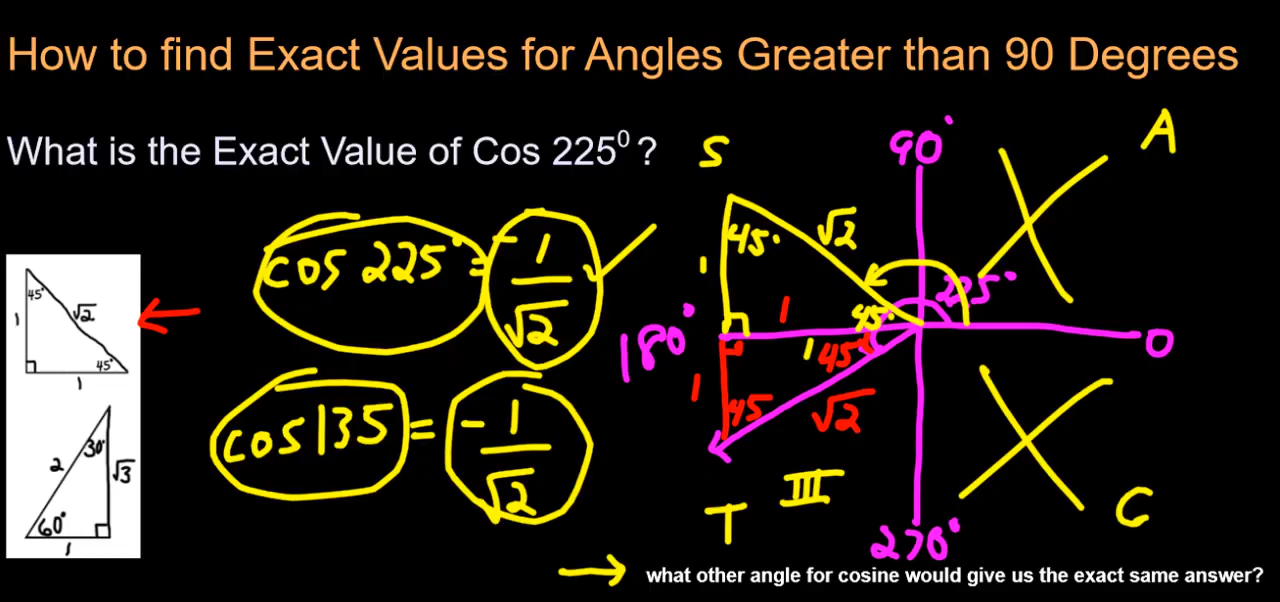 How to find Exact Values for Angles Greater than 90 Degrees
What is the Exact Value of Cos 225⁰ ?
S
90°
A
cos 225° = - 1/√2
45°
√2
1
225°
45°
1
180°
0
1
45°
1
45
√2
cos 135 = - 1/√2
T
III
C
270°
45°
√2
1
45°
1
30°
2
√3
60°
1
what other angle for cosine would give us the exact same answer?